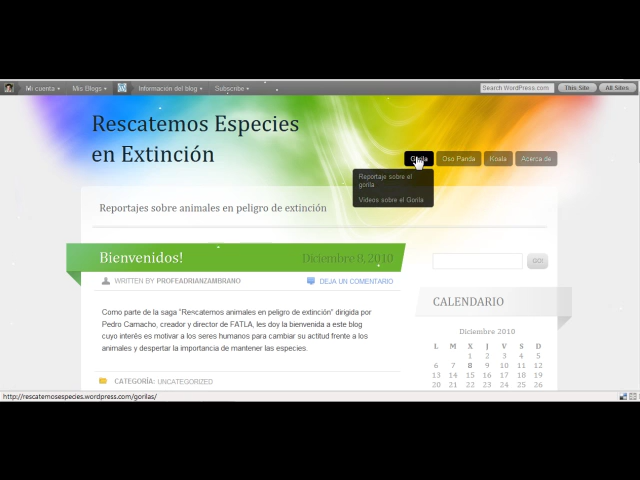 Mi cuenta Mis Blogs Información del blog Subscribe Search WordPress.com This Site All Sites
Rescatemos Especies
en Extinción
Gorila Oso Panda Koala Acerca de
Reportaje sobre el
gorila
Videos sobre el Gorila
Reportajes sobre animales en peligro de extinción
Bienvenidos! Diciembre 8, 2010
WRITTEN BY PROFEADRIANZAMBRANO DEJA UN COMENTARIO
GO!
Como parte de la saga "Rescatemos animales en peligro de extinción" dirigida por
Pedro Camacho, creador y director de FATLA, les doy la bienvenida a este blog
cuyo interés es motivar a los seres humanos para cambiar su actitud frente a los
animales y despertar la importancia de mantener las especies.
CATEGORÍA: UNCATEGORIZED
CALENDARIO
Diciembre 2010
L M X J V S D
1 2 3 4 5
6 7 8 9 10 11 12
13 14 15 16 17 18 19
20 21 22 23 24 25 26
http://rescatemosespecies.wordpress.com/gorilas/